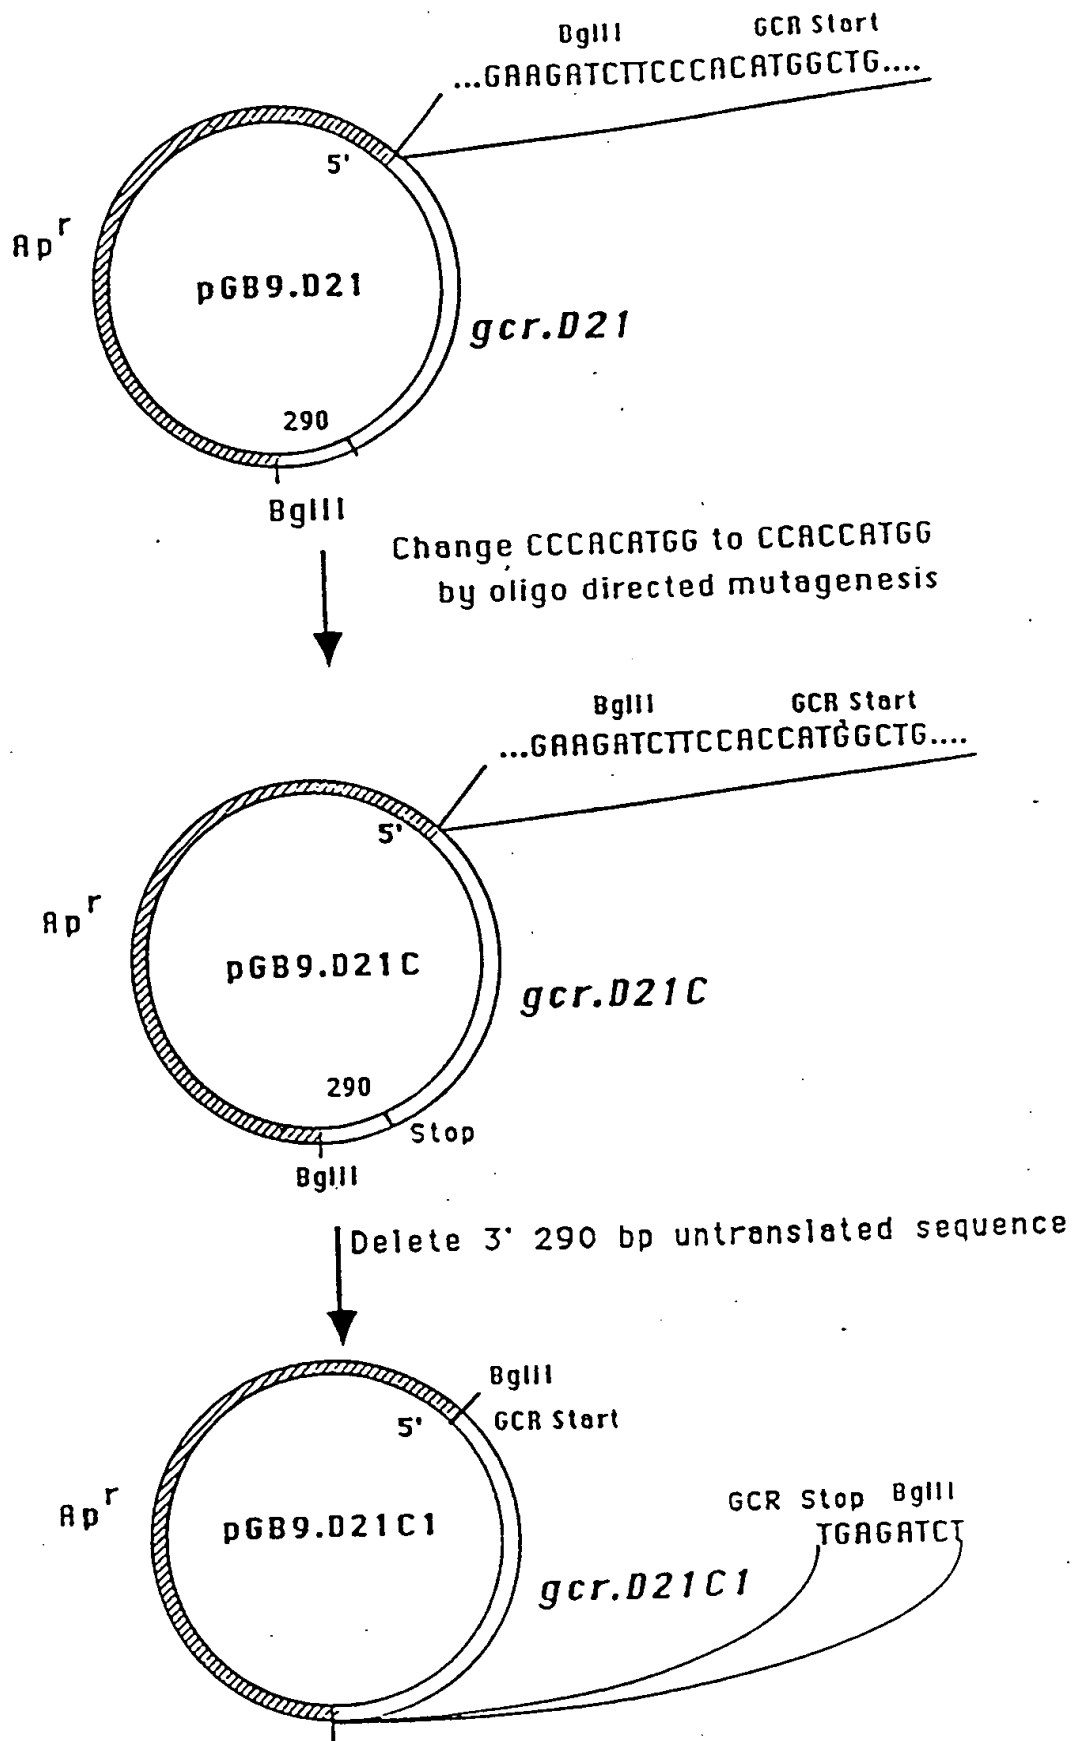 BglII GCR Start
...GAAGATCTTCCCACATGGCTG....
5'
Ap^r
pGB9.D21
gcr.D21
290
BglII
Change CCCACATGG to CCACCATGG
by oligo directed mutagenesis
BglII GCR Start
...GAAGATCTTCCACCATGGCTG....
5'
Ap^r
pGB9.D21C
gcr.D21C
290
Stop
BglII
Delete 3' 290 bp untranslated sequence
BglII
5' GCR Start
Ap^r
GCR Stop BglII
TGAGATCT
pGB9.D21C1
gcr.D21C1